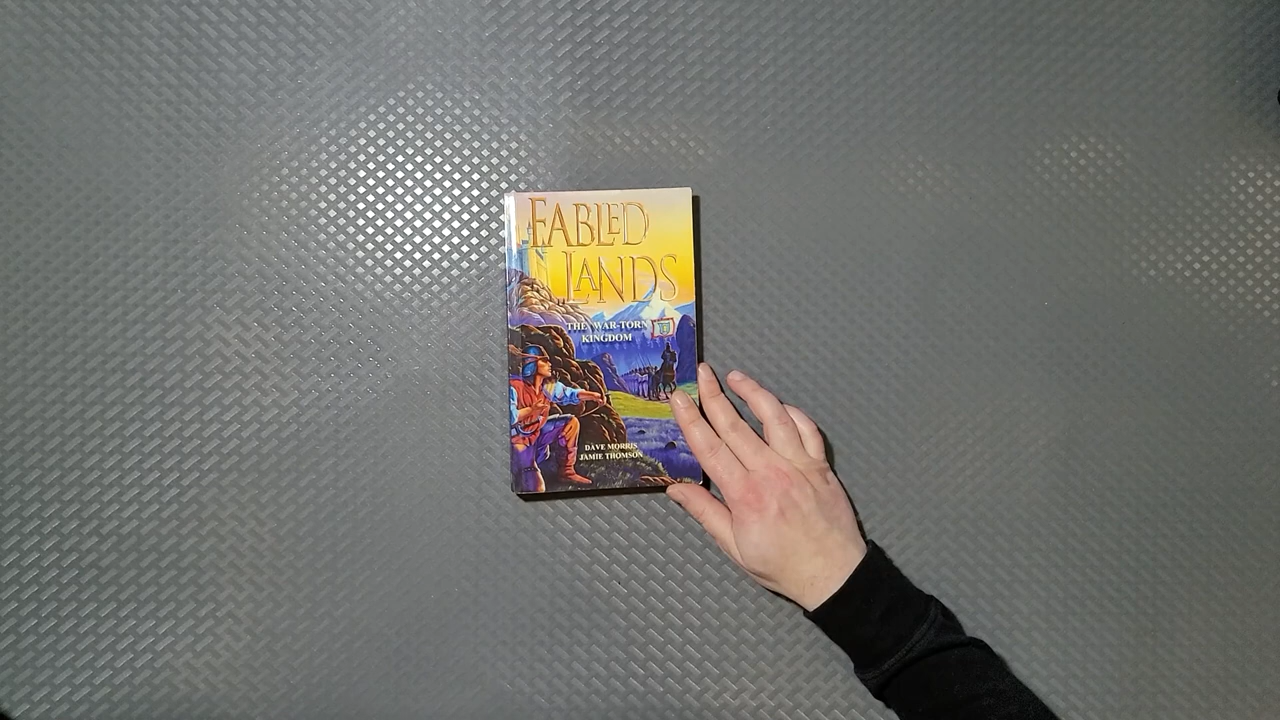 FABLED
LANDS
THE WAR-TORN
KINGDOM
DAVE MORRIS
JAMIE THOMSON